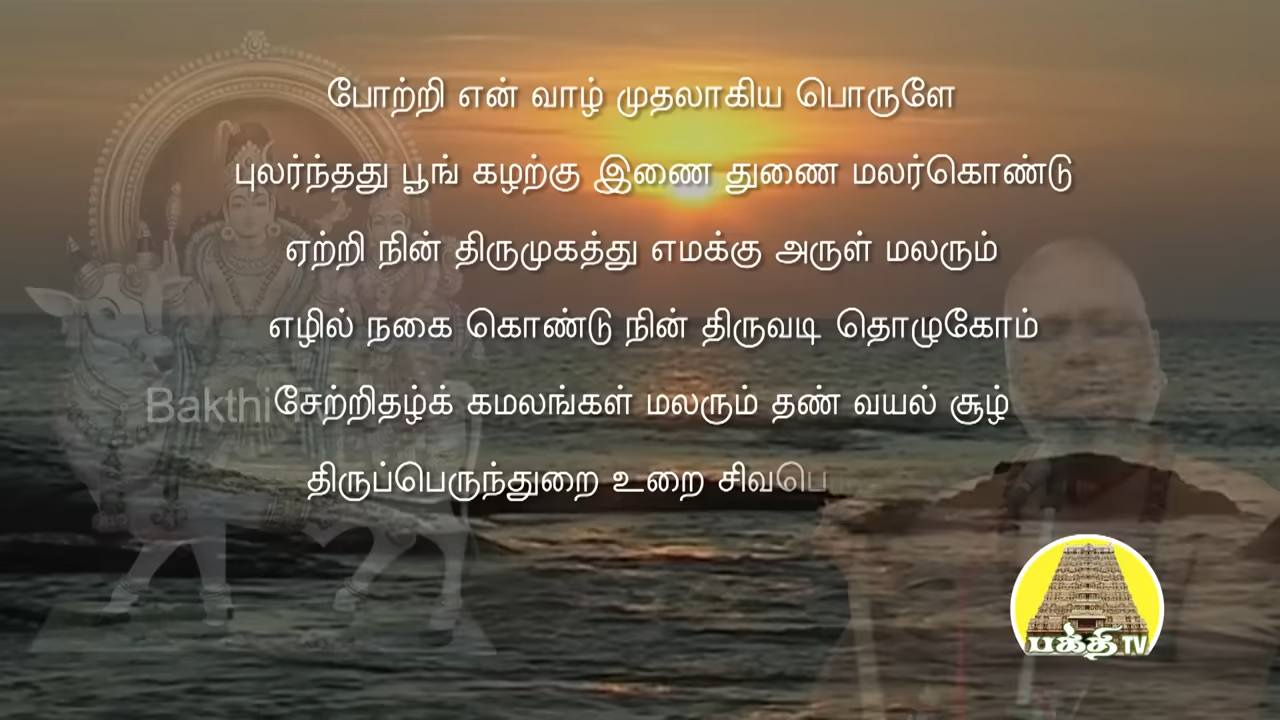 போற்றி என் வாழ் முதலாகிய பொருளே
புலர்ந்தது பூங் கழற்கு இணை துணை மலர்கொண்டு
ஏற்றி நின் திருமுகத்து எமக்கு அருள் மலரும்
எழில் நகை கொண்டு நின் திருவடி தொழுகோம்
Bakthi
சேற்றிதழ்க் கமலங்கள் மலரும் தண் வயல் சூழ்
திருப்பெருந்துறை உறை
பக்தி TV